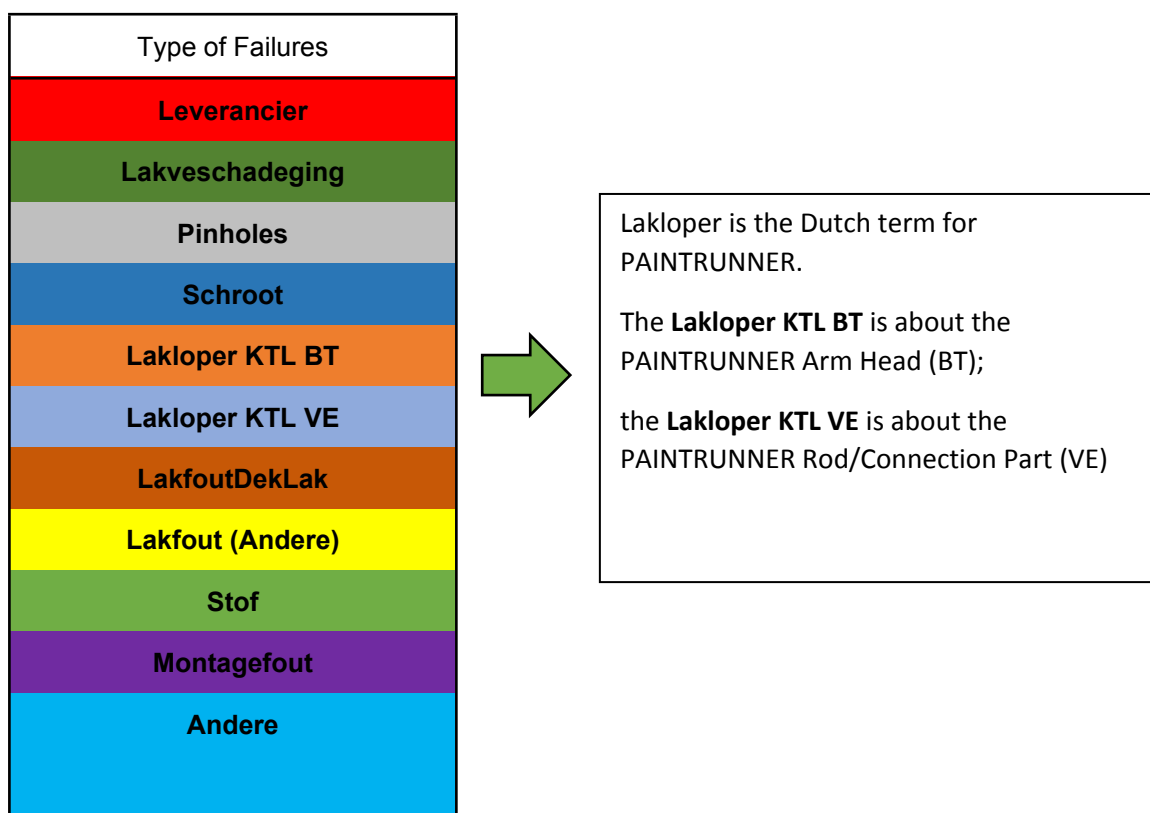 Type of Failures
Leverancier
Lakveschadeging
Pinholes
Schroot
Lakloper KTL BT
Lakloper KTL VE
LakfoutDekLak
Lakfout (Andere)
Stof
Montagefout
Andere
Lakloper is the Dutch term for
PAINTRUNNER.
The Lakloper KTL BT is about the
PAINTRUNNER Arm Head (BT);
the Lakloper KTL VE is about the
PAINTRUNNER Rod/Connection Part (VE)